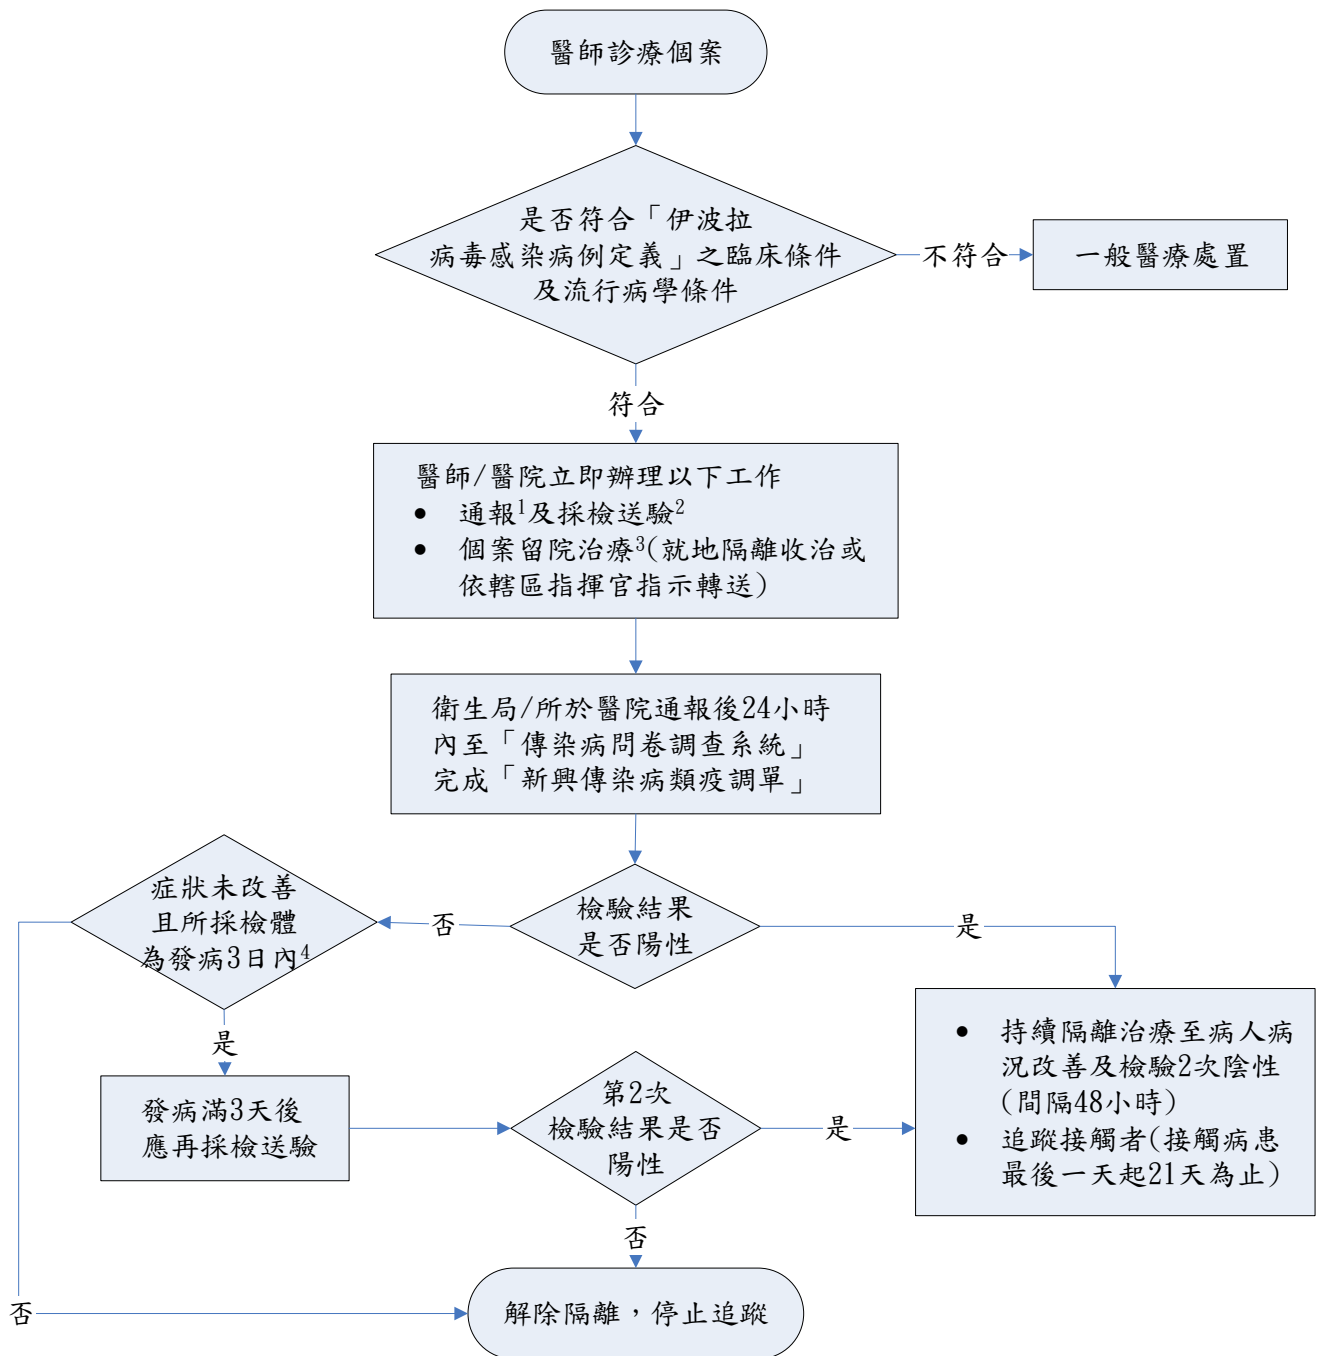 醫師診療個案
是否符合「伊波拉
病毒感染病例定義」之臨床條件
及流行病學條件
不符合
一般醫療處置
符合
醫師/醫院立即辦理以下工作
● 通報¹及採檢送驗²
● 個案留院治療³(就地隔離收治或
依轄區指揮官指示轉送)
衛生局/所於醫院通報後24小時
內至「傳染病問卷調查系統」
完成「新興傳染病類疫調單」
檢驗結果
是否陽性
否
是
症狀未改善
且所採檢體
為發病3日內⁴
是
發病滿3天後
應再採檢送驗
第2次
檢驗結果是否
陽性
是
● 持續隔離治療至病人病
況改善及檢驗2次陰性
(間隔48小時)
● 追蹤接觸者(接觸病患
最後一天起21天為止)
否
否
解除隔離，停止追蹤